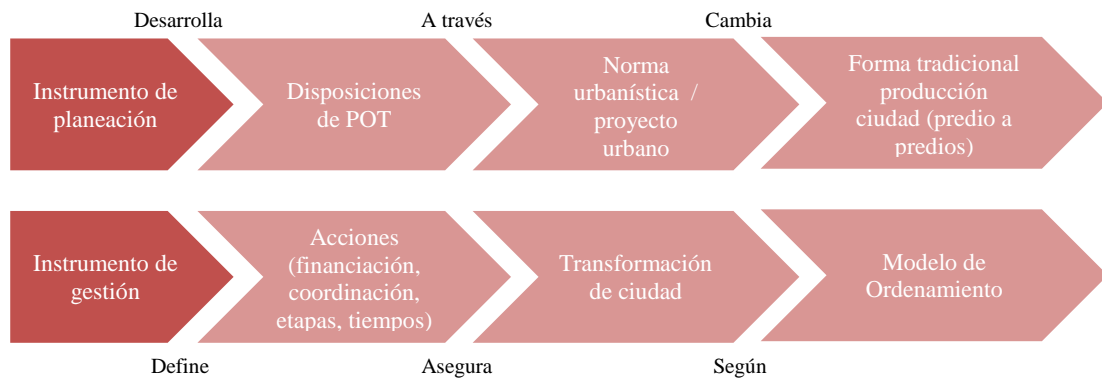 Desarrolla
A través
Cambia
Instrumento de
planeación
Disposiciones
de POT
Norma
urbanística /
proyecto
urbano
Forma tradicional
producción
ciudad (predio a
predios)
Instrumento de
gestión
Acciones
(financiación,
coordinación,
etapas, tiempos)
Transformación
de ciudad
Modelo de
Ordenamiento
Define
Asegura
Según